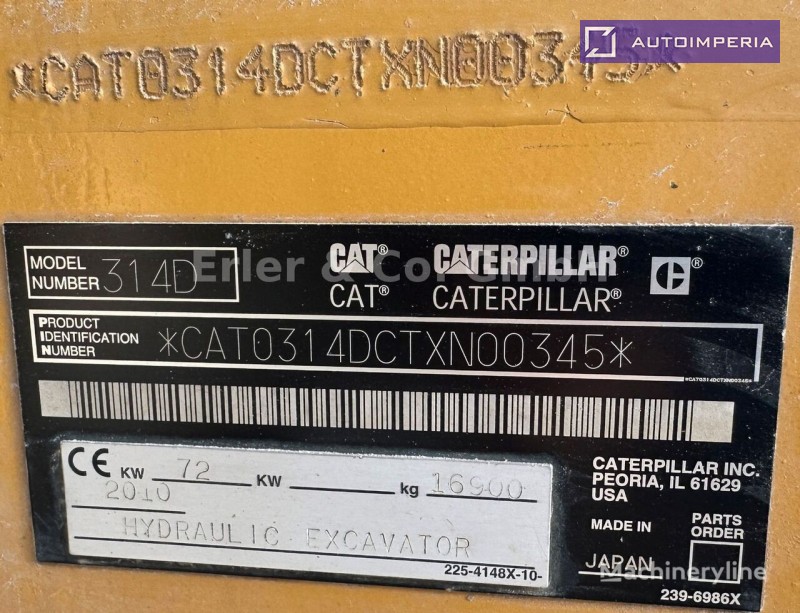 AUTOIMPERIA
*CAT0314DCTXN00345*
MODEL NUMBER 314D
CAT® CATERPILLAR®
CAT® CATERPILLAR®
Erler & Co. GmbH
PRODUCT IDENTIFICATION NUMBER *CAT0314DCTXN00345*
*CAT0314DCTXN00345*
CE KW 72 KW kg 16900
2010
HYDRAULIC EXCAVATOR
225-4148X-10-
CATERPILLAR INC.
PEORIA, IL 61629
USA
MADE IN
JAPAN
PARTS
ORDER
Machineryline
239-6986X